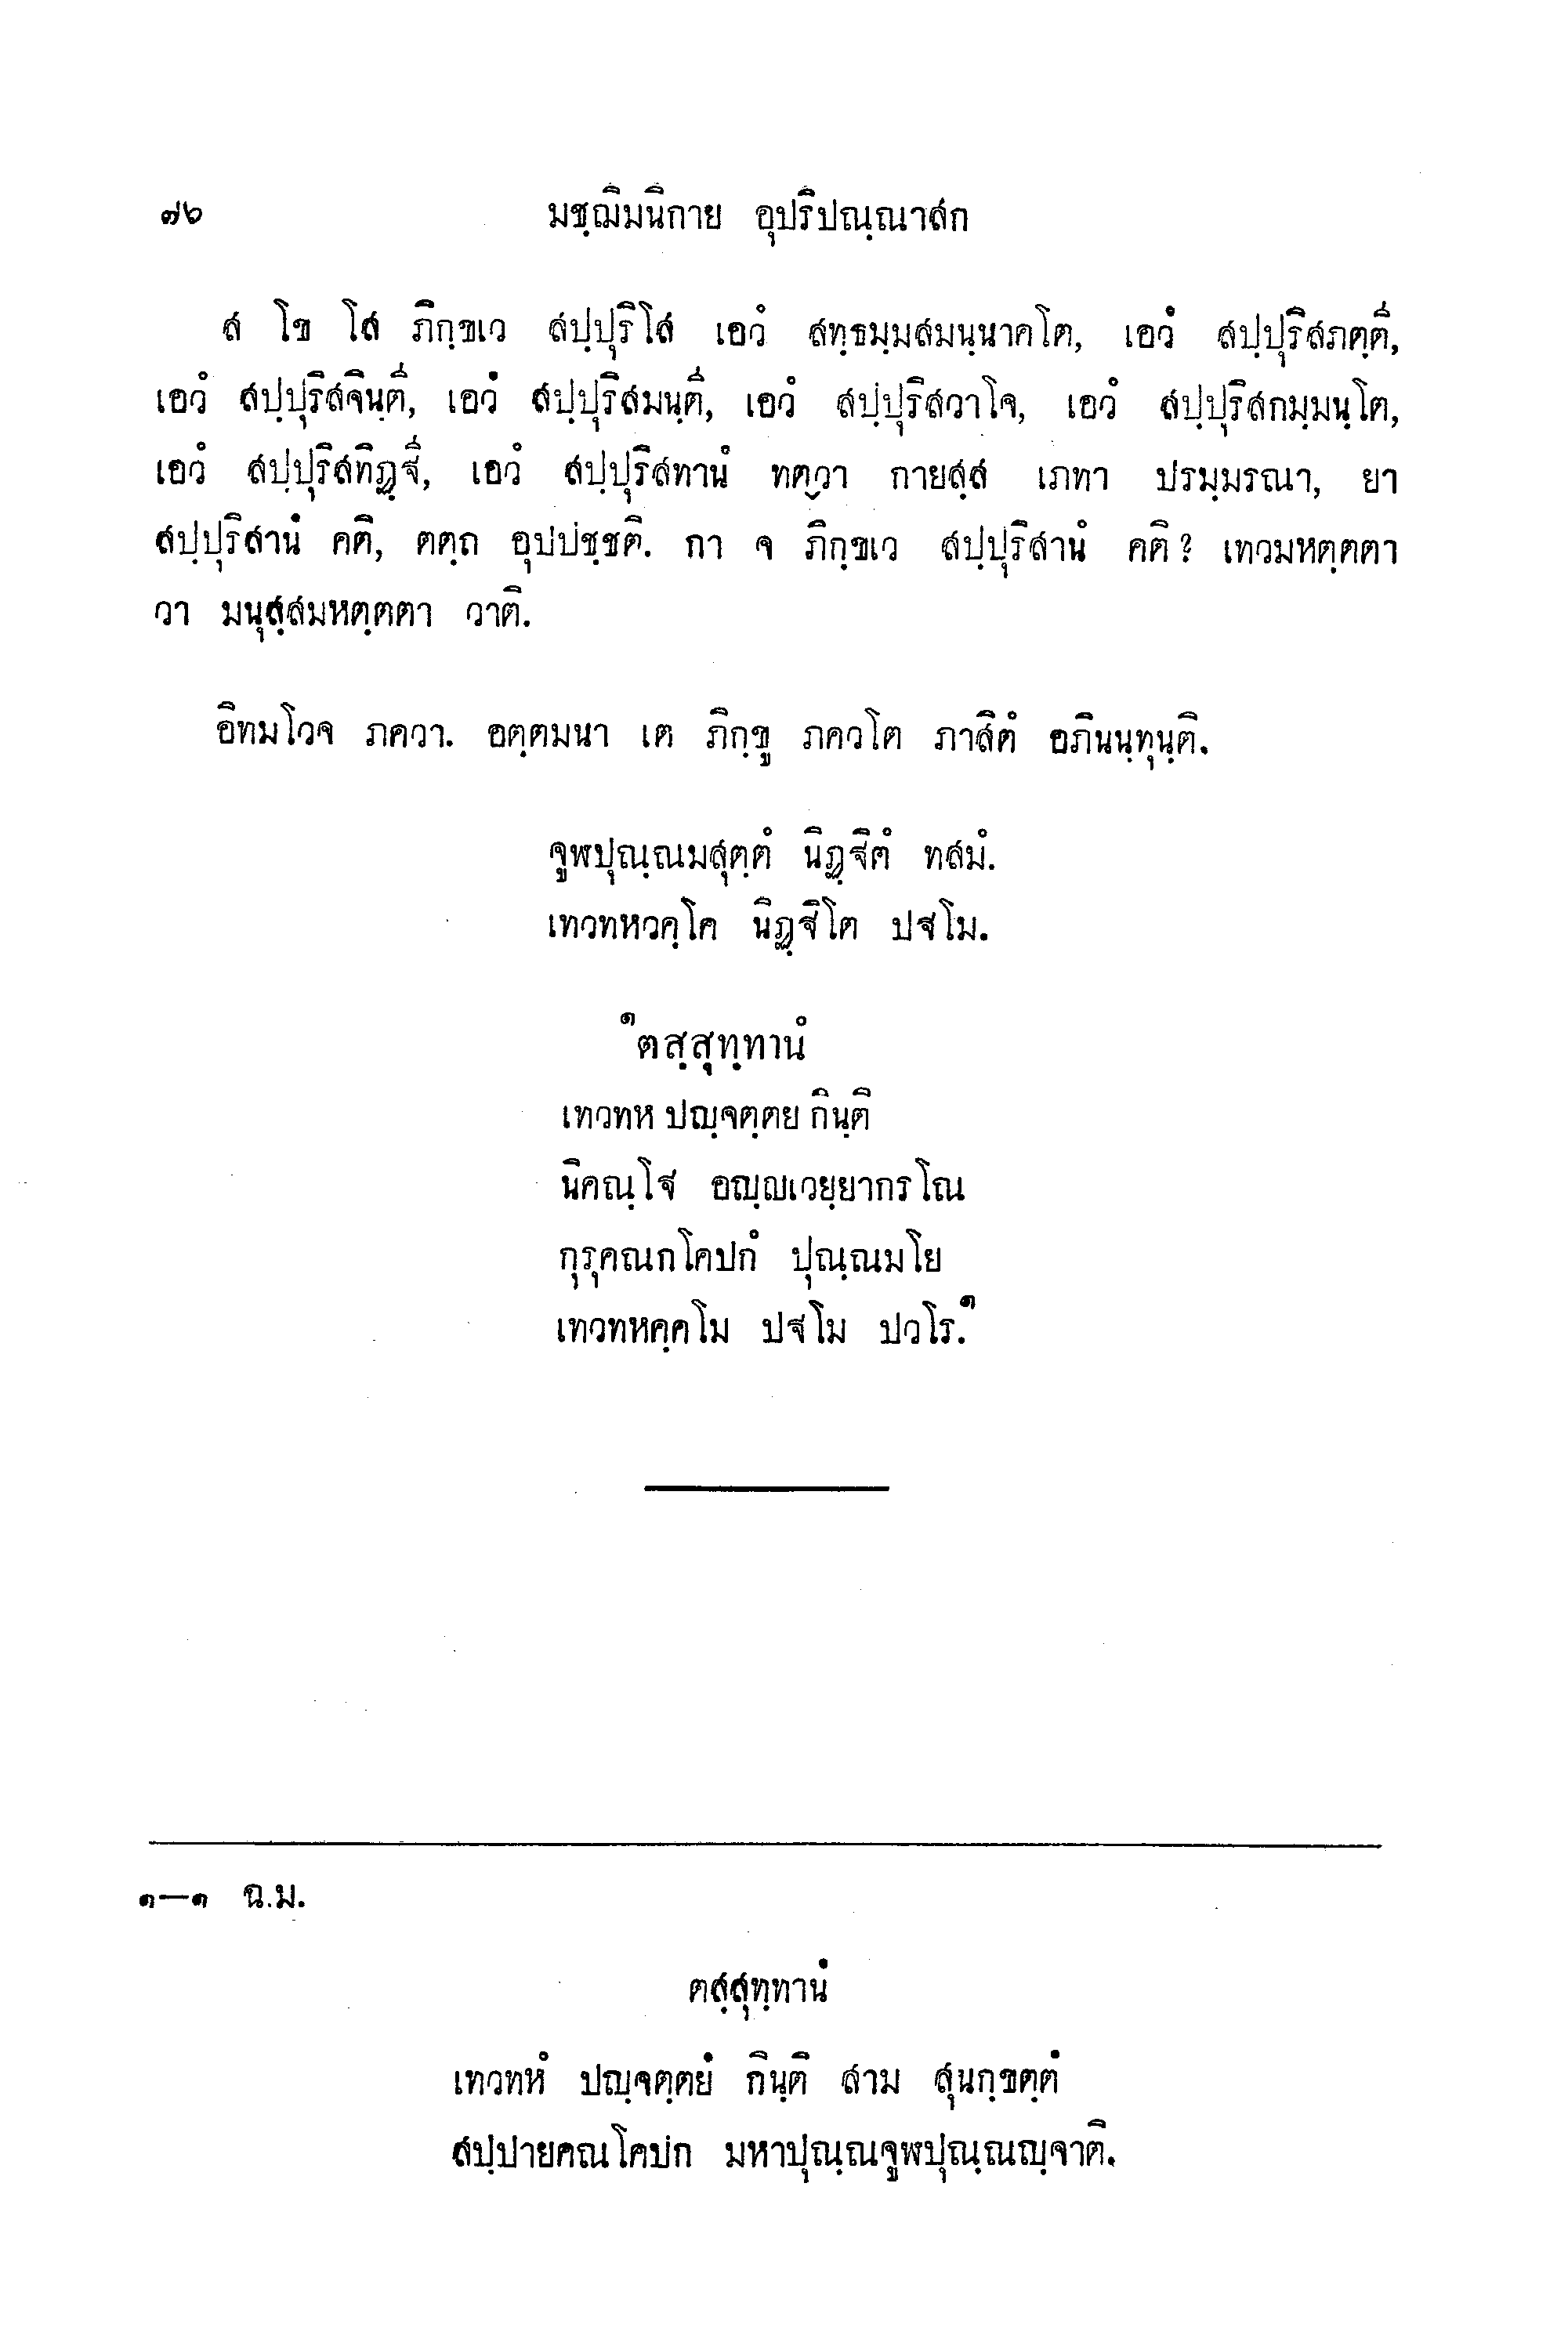 ๗๖ มชฺฌิมนิกาย อุปริปณฺณาสก
ส โข โส ภิกฺขเว สปฺปุริโส เอวํ สทฺธมฺมสมนฺนาคโต, เอวํ สปฺปุริสภตฺตึ,
เอวํ สปฺปุริสจินฺตึ, เอวํ สปฺปุริสมนฺตึ, เอวํ สปฺปุริสวาโจ, เอวํ สปฺปุริสกมฺมนฺโต,
เอวํ สปฺปุริสทิฏฺฐึ, เอวํ สปฺปุริสทานํ ทตฺวา กายสฺส เภทา ปรมฺมรณา, ยา
สปฺปุริสานํ คติ, ตตฺถ อุปปชฺชติ. กา จ ภิกฺขเว สปฺปุริสานํ คติ? เทวมหตฺตตา
วา มนุสฺสมหตฺตตา วาติ.
อิทมโวจ ภควา. อตฺตมนา เต ภิกฺขู ภควโต ภาสิตํ อภินนฺทุนฺติ.
จูฬปุณฺณมสุตฺตํ นิฏฺฐิตํ ทสมํ.
เทวทหวคฺโค นิฏฺฐิโต ปฐโม.
๑ตสฺสุทฺทานํ
เทวทห ปญฺจตฺตย กินฺติ
นิคณฺโฐ อญฺญเวยฺยากรโณ
กุรุคณกโคปกํ ปุณฺณมโย
เทวทหคฺคโม ปฐโม ปวโร.๑
๑—๑ ฉ.ม.
ตสฺสุทฺทานํ
เทวทหํ ปญฺจตฺตยํ กินฺติ สาม สุนกฺขตฺตํ
สปฺปายคณโคปก มหาปุณฺณจูฬปุณฺณญฺจาติ.